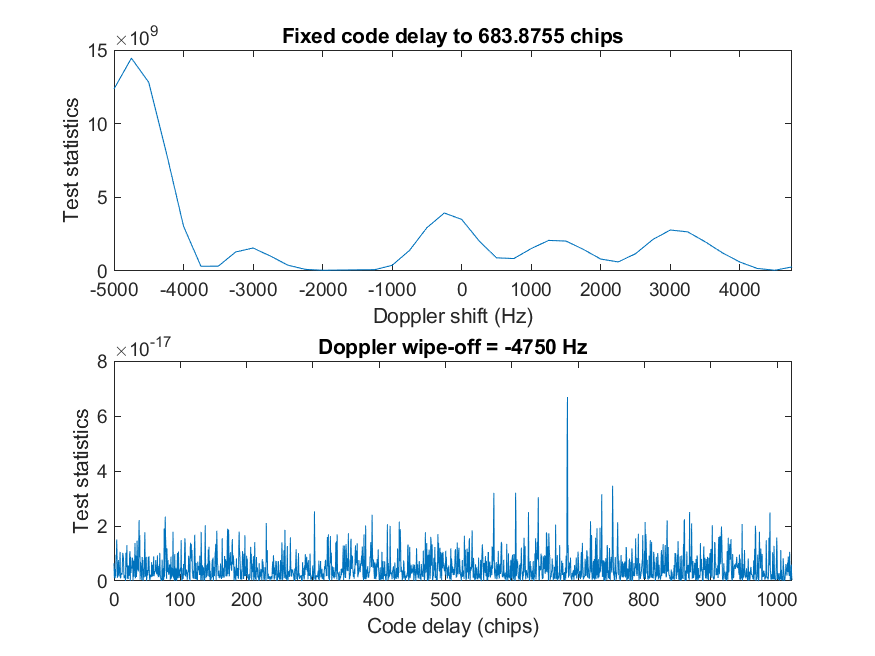 ×10^9
Fixed code delay to 683.8755 chips
15
10
5
0
Test statistics
-5000 -4000 -3000 -2000 -1000 0 1000 2000 3000 4000
Doppler shift (Hz)
×10^-17
Doppler wipe-off = -4750 Hz
8
6
4
2
0
Test statistics
0 100 200 300 400 500 600 700 800 900 1000
Code delay (chips)